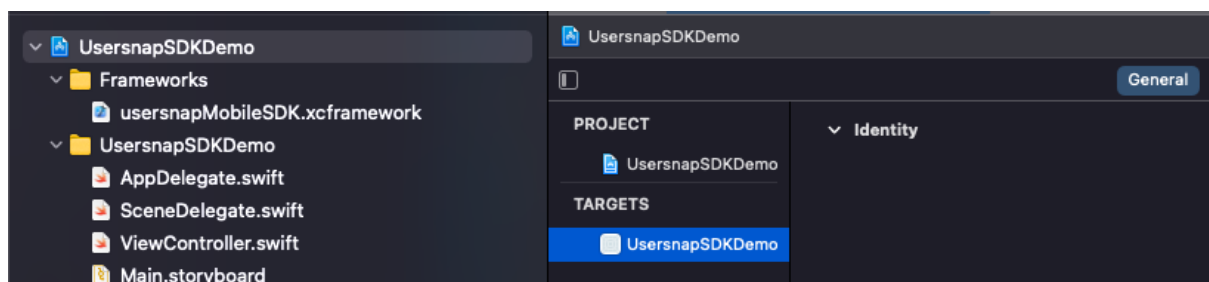 UsersnapSDKDemo
Frameworks
usersnapMobileSDK.xcframework
UsersnapSDKDemo
AppDelegate.swift
SceneDelegate.swift
ViewController.swift
Main.storyboard
UsersnapSDKDemo
General
PROJECT
UsersnapSDKDemo
TARGETS
UsersnapSDKDemo
Identity